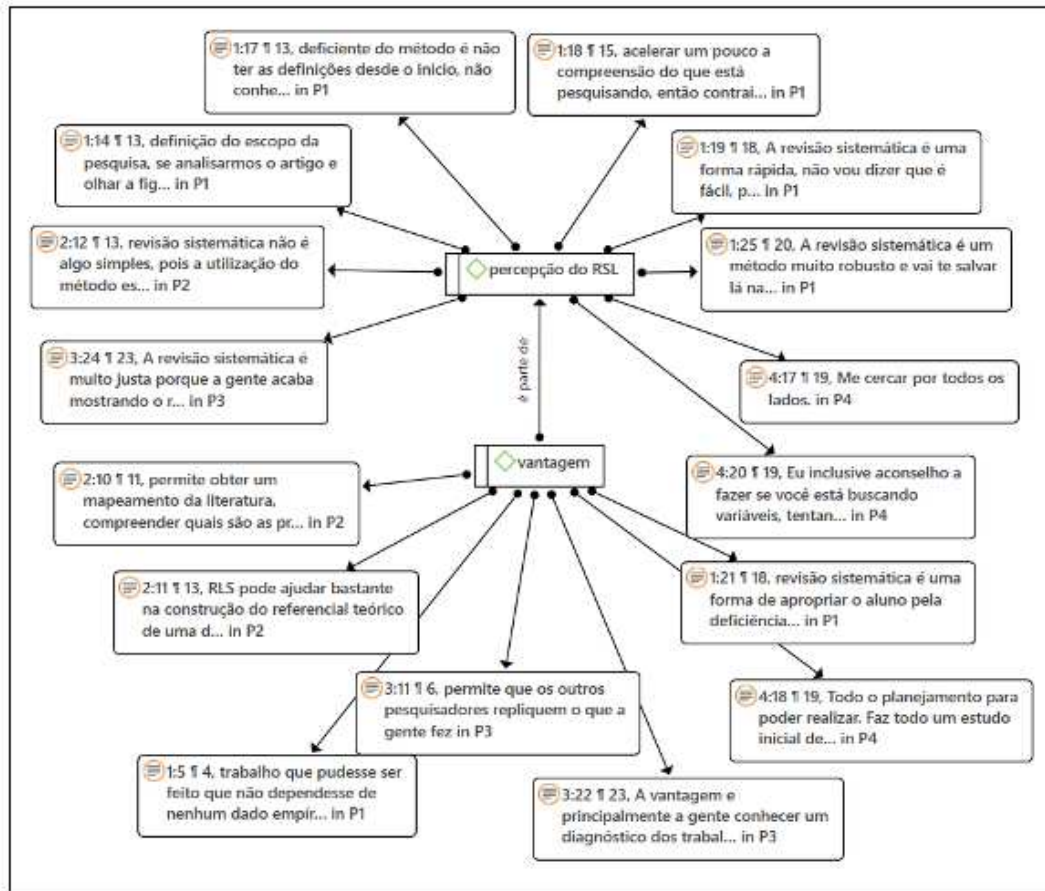 1:17 ¶ 13, deficiente do método é não
ter as definições desde o inicio, não
conhe... in P1
1:18 ¶ 15, acelerar um pouco a
compreensão do que está
pesquisando, então contrai... in P1
1:14 ¶ 13, definição do escopo da
pesquisa, se analisarmos o artigo e
olhar a fig... in P1
1:19 ¶ 18, A revisão sistemática é uma
forma rápida, não vou dizer que é
fácil, p... in P1
2:12 ¶ 13, revisão sistemática não é
algo simples, pois a utilização do
método es... in P2
percepção do RSL
1:25 ¶ 20, A revisão sistemática é um
método muito robusto e vai te salvar
lá na... in P1
3:24 ¶ 23, A revisão sistemática é
muito justa porque a gente acaba
mostrando o r... in P3
é parte de
4:17 ¶ 19, Me cercar por todos os
lados. in P4
vantagem
2:10 ¶ 11, permite obter um
mapeamento da literatura,
compreender quais são as pr... in P2
4:20 ¶ 19, Eu inclusive aconselho a
fazer se você está buscando
variáveis, tentan... in P4
2:11 ¶ 13, RLS pode ajudar bastante
na construção do referencial teórico
de uma d... in P2
1:21 ¶ 18, revisão sistemática é uma
forma de apropriar o aluno pela
deficiência... in P1
3:11 ¶ 6, permite que os outros
pesquisadores repliquem o que a
gente fez in P3
4:18 ¶ 19, Todo o planejamento para
poder realizar. Faz todo um estudo
inicial de... in P4
1:5 ¶ 4, trabalho que pudesse ser
feito que não dependesse de
nenhum dado empír... in P1
3:22 ¶ 23, A vantagem e
principalmente a gente conhecer um
diagnóstico dos trabal...
in P3